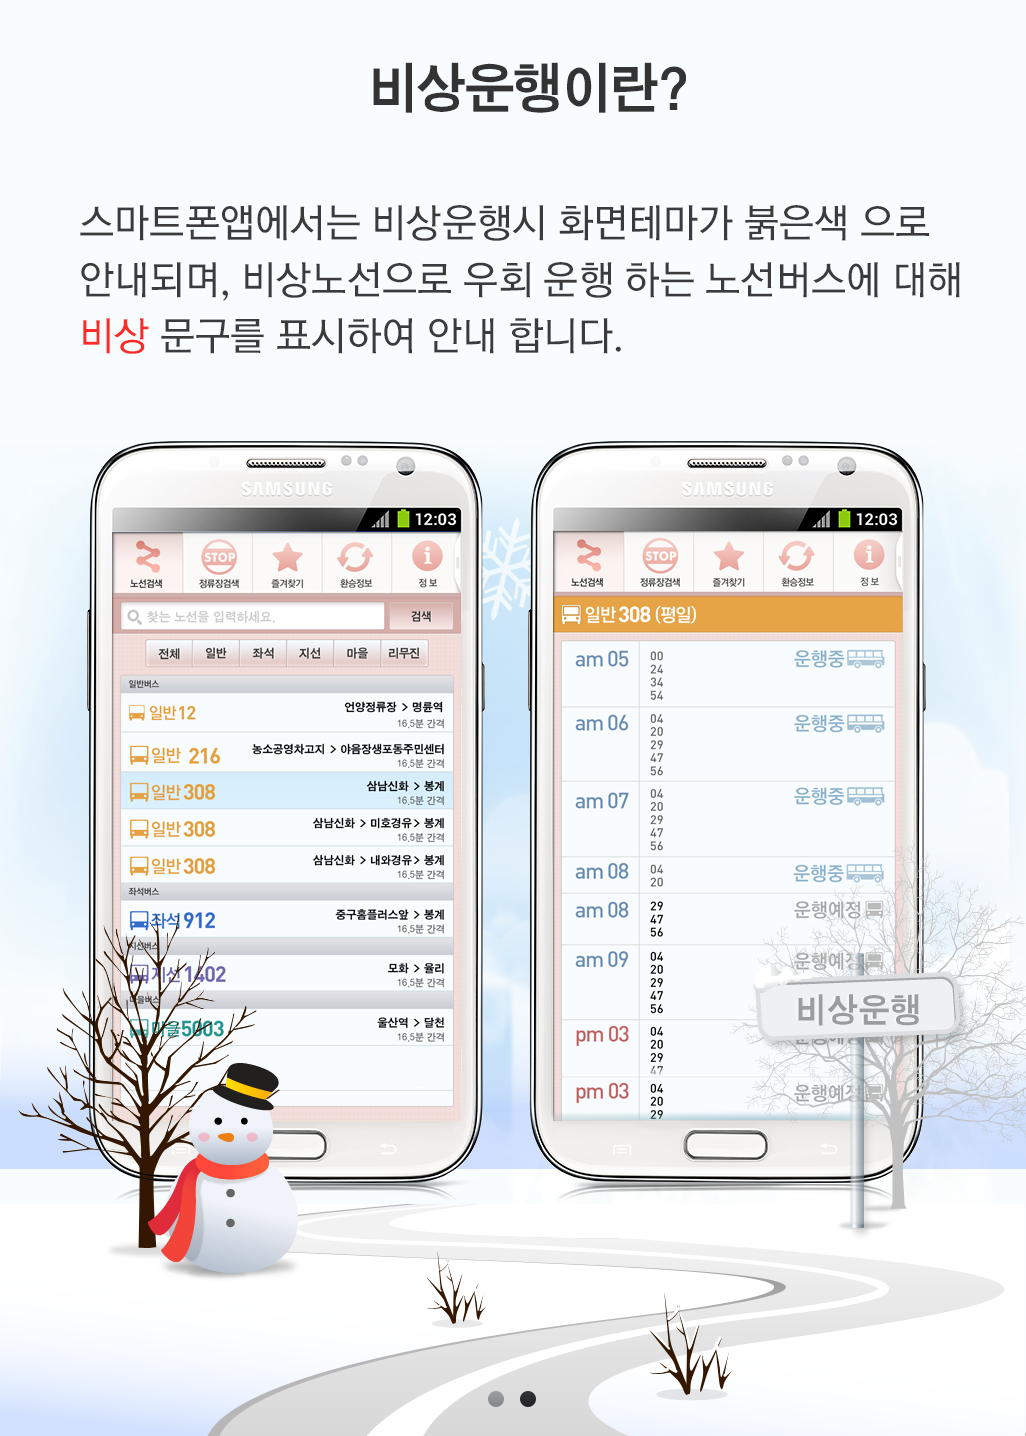 비상운행이란?
스마트폰앱에서는 비상운행시 화면테마가 붉은색 으로
안내되며, 비상노선으로 우회 운행 하는 노선버스에 대해
비상 문구를 표시하여 안내 합니다.
SAMSUNG
12:03
노선검색 STOP 정류장검색 즐겨찾기 환승정보 정 보
찾는 노선을 입력하세요. 검색
전체 일반 좌석 지선 마을 리무진
일반버스
일반12 언양정류장 > 명륜역
16,5분 간격
일반 216 농소공영차고지 > 야음장생포동주민센터
16,5분 간격
일반308 삼남신화 > 봉계
16,5분 간격
일반308 삼남신화 > 미호경유> 봉계
16,5분 간격
일반308 삼남신화 > 내와경유> 봉계
16,5분 간격
좌석버스
좌석912 중구홈플러스앞 > 봉계
16,5분 간격
지선버스
지선1402 모화 > 율리
16,5분 간격
마을버스
마을5003 울산역 > 달천
16,5분 간격
SAMSUNG
12:03
노선검색 STOP 정류장검색 즐겨찾기 환승정보 정 보
일반 308 (평일)
am 05 00 운행중
24
34
54
am 06 04 운행중
20
29
47
56
am 07 04 운행중
20
29
47
56
am 08 04 운행중
20
am 08 29 운행예정
47
56
am 09 04 운행예정
20
29
47
56
pm 03 04 운행예정
20
29
47
pm 03 04 운행예정
20
29
비상운행